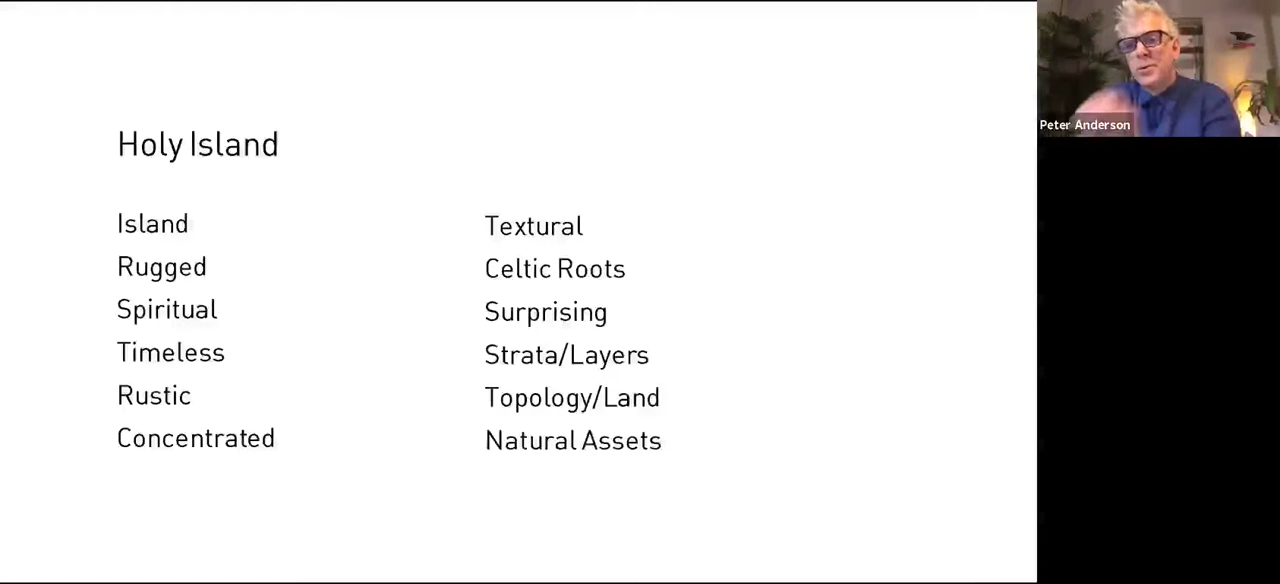 Holy Island
Island
Rugged
Spiritual
Timeless
Rustic
Concentrated
Textural
Celtic Roots
Surprising
Strata/Layers
Topology/Land
Natural Assets
Peter Anderson